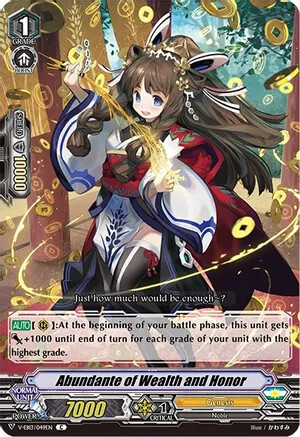 1
GRADE
BOOST
SHIELD
10000
Just how much would be enough~?
AUTO [ ]:At the beginning of your battle phase, this unit gets
+1000 until end of turn for each grade of your unit with the
highest grade.
Abundante of Wealth and Honor
NORMAL
UNIT
POWER
7000
1
CRITICAL
Genesis
Noble
V-EB13/049EN C
Illust / かわすみ